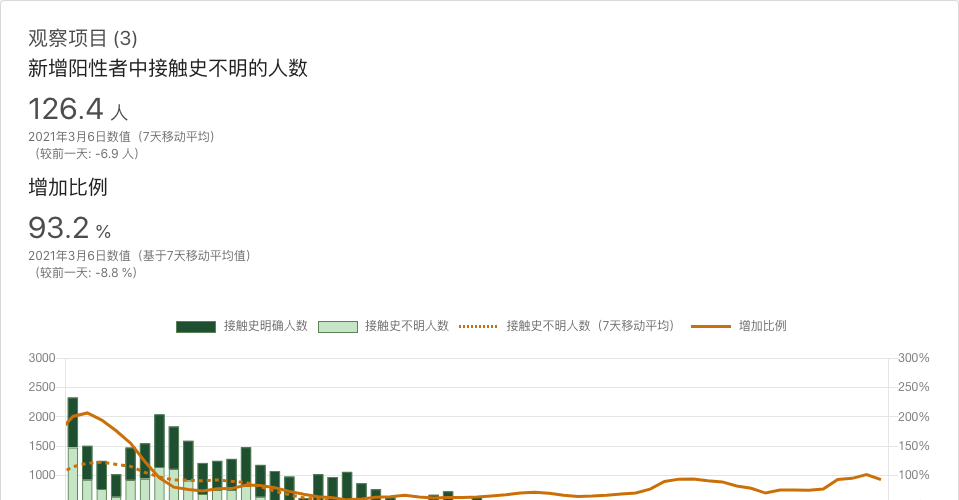 观察项目 (3)
新增阳性者中接触史不明的人数
126.4 人
2021年3月6日数值（7天移动平均）
（较前一天: -6.9 人）
增加比例
93.2 %
2021年3月6日数值（基于7天移动平均值）
（较前一天: -8.8 %）
接触史明确人数 接触史不明人数 接触史不明人数（7天移动平均） 增加比例
3000 300%
2500 250%
2000 200%
1500 150%
1000 100%